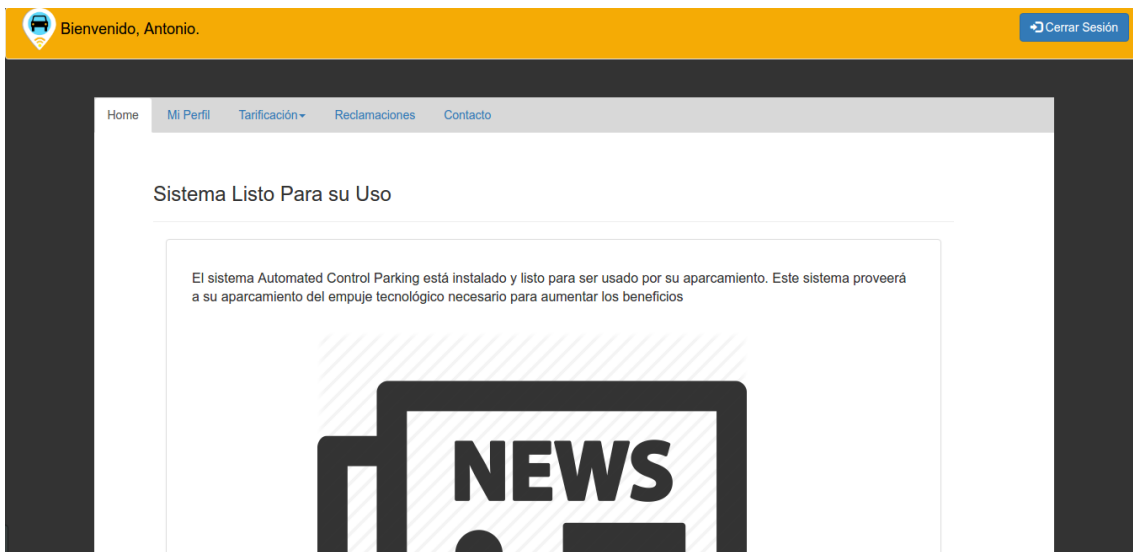 Bienvenido, Antonio.
Cerrar Sesión
Home Mi Perfil Tarificación Reclamaciones Contacto
Sistema Listo Para su Uso
El sistema Automated Control Parking está instalado y listo para ser usado por su aparcamiento. Este sistema proveerá
a su aparcamiento del empuje tecnológico necesario para aumentar los beneficios
NEWS